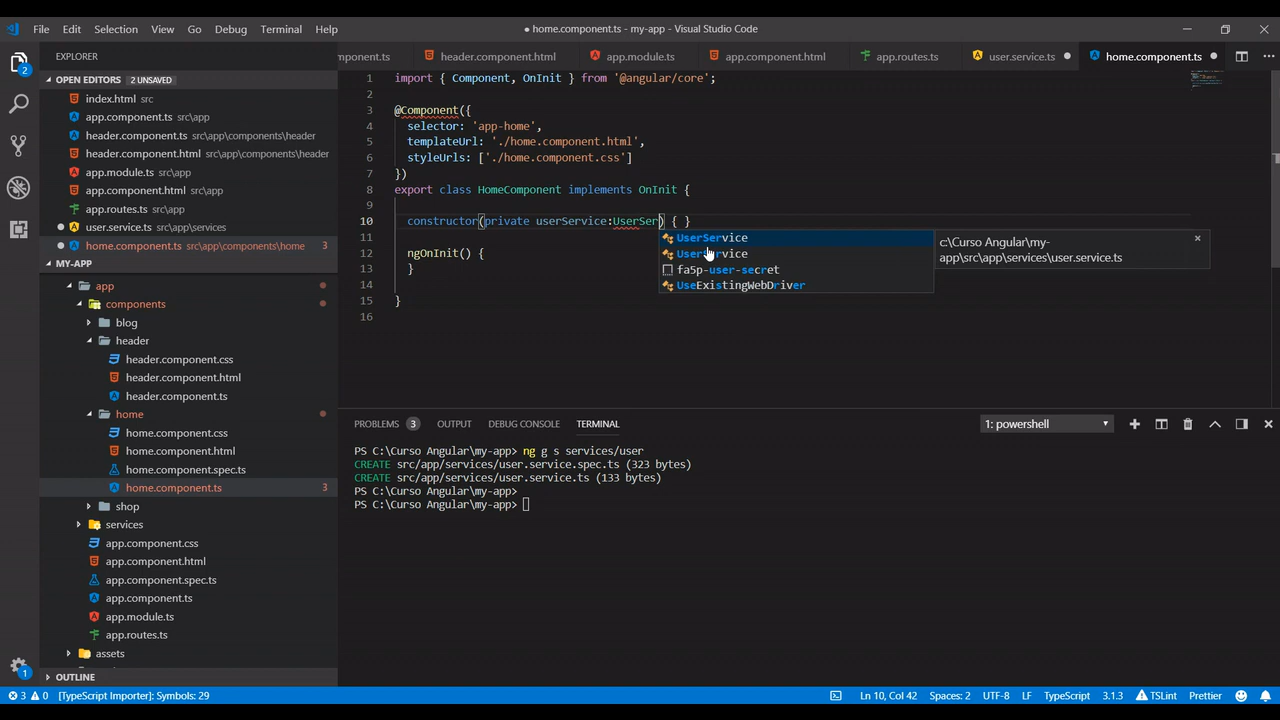 File Edit Selection View Go Debug Terminal Help
● home.component.ts - my-app - Visual Studio Code
EXPLORER
OPEN EDITORS 2 UNSAVED
index.html src
app.component.ts src\app
header.component.ts src\app\components\header
header.component.html src\app\components\header
app.module.ts src\app
app.component.html src\app
app.routes.ts src\app
user.service.ts src\app\services
home.component.ts src\app\components\home 3
MY-APP
app
components
blog
header
header.component.css
header.component.html
header.component.ts
home
home.component.css
home.component.html
home.component.spec.ts
home.component.ts 3
shop
services
app.component.css
app.component.html
app.component.spec.ts
app.component.ts
app.module.ts
app.routes.ts
assets
OUTLINE
mponent.ts header.component.html app.module.ts app.component.html app.routes.ts user.service.ts home.component.ts
1 import { Component, OnInit } from '@angular/core';
2
3 @Component({
4 selector: 'app-home',
5 templateUrl: './home.component.html',
6 styleUrls: ['./home.component.css']
7 })
8 export class HomeComponent implements OnInit {
9
10 constructor(private userService:UserSer) { }
11
12 ngOnInit() {
13 }
14
15 }
16
UserService
UserService
fa5p-user-secret
UseExistingWebDriver
c:\Curso Angular\my-
app\src\app\services\user.service.ts
PROBLEMS 3 OUTPUT DEBUG CONSOLE TERMINAL 1: powershell
PS C:\Curso Angular\my-app> ng g s services/user
CREATE src/app/services/user.service.spec.ts (323 bytes)
CREATE src/app/services/user.service.ts (133 bytes)
PS C:\Curso Angular\my-app>
PS C:\Curso Angular\my-app>
2
1
3 0 [TypeScript Importer]: Symbols: 29 Ln 10, Col 42 Spaces: 2 UTF-8 LF TypeScript 3.1.3 TSLint Prettier